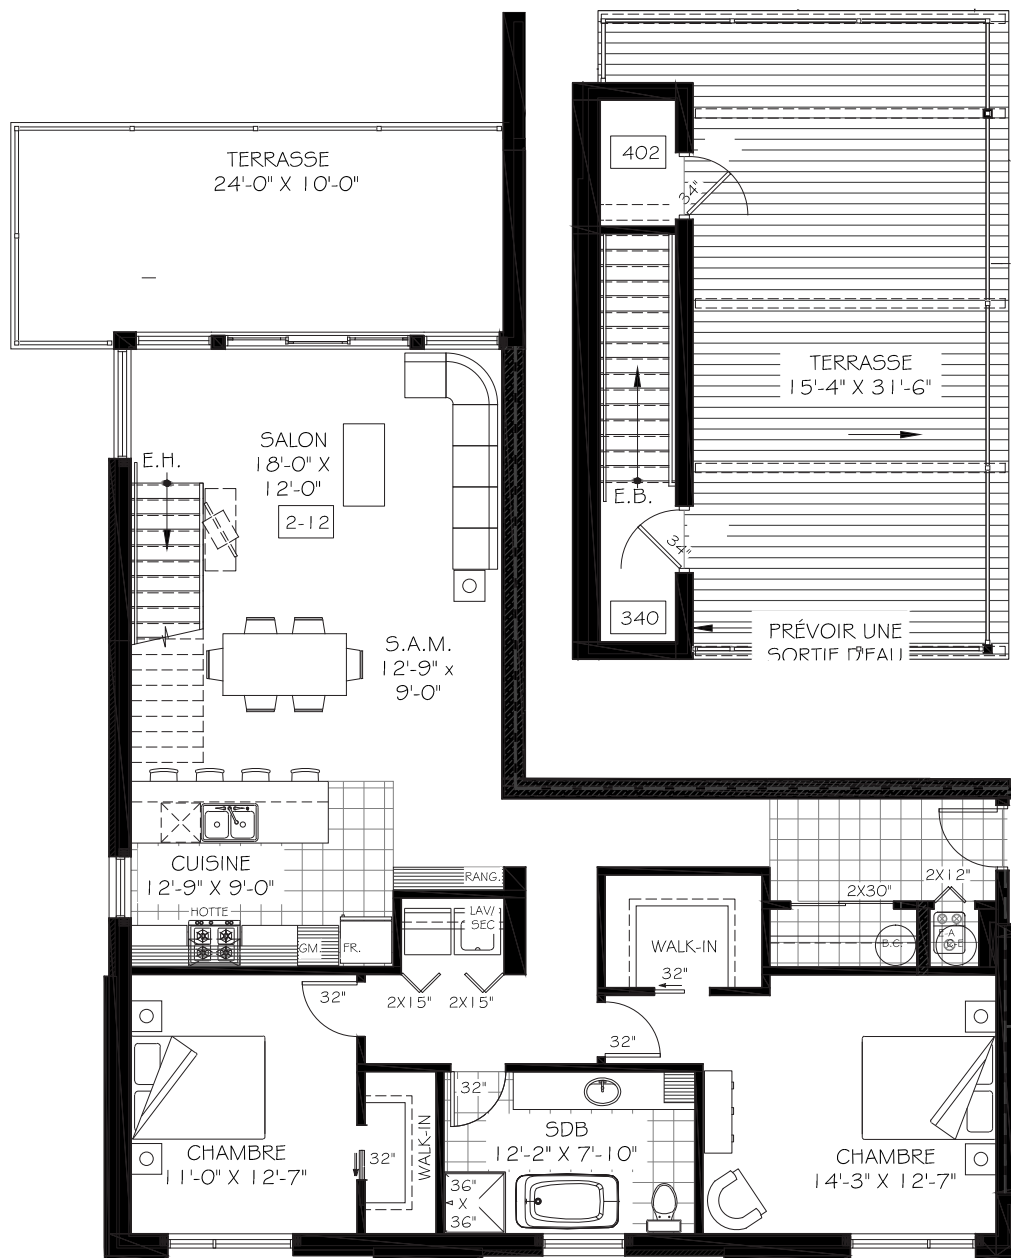 TERRASSE
24'-0" X 10'-0"
402
34"
TERRASSE
15'-4" X 31'-6"
E.B.
34"
340
PRÉVOIR UNE
SORTIE D'EAU
SALON
18'-0" X
12'-0"
2-12
E.H.
S.A.M.
12'-9" x
9'-0"
CUISINE
12'-9" X 9'-0"
HOTTE
GM.
FR.
RANG.
LAV/
SEC
2X15"
2X15"
WALK-IN
32"
2X30"
2X12"
B.C.
E.A.
C-E
32"
32"
CHAMBRE
11'-0" X 12'-7"
WALK-IN
32"
32"
SDB
12'-2" X 7'-10"
36"
X
36"
CHAMBRE
14'-3" X 12'-7"